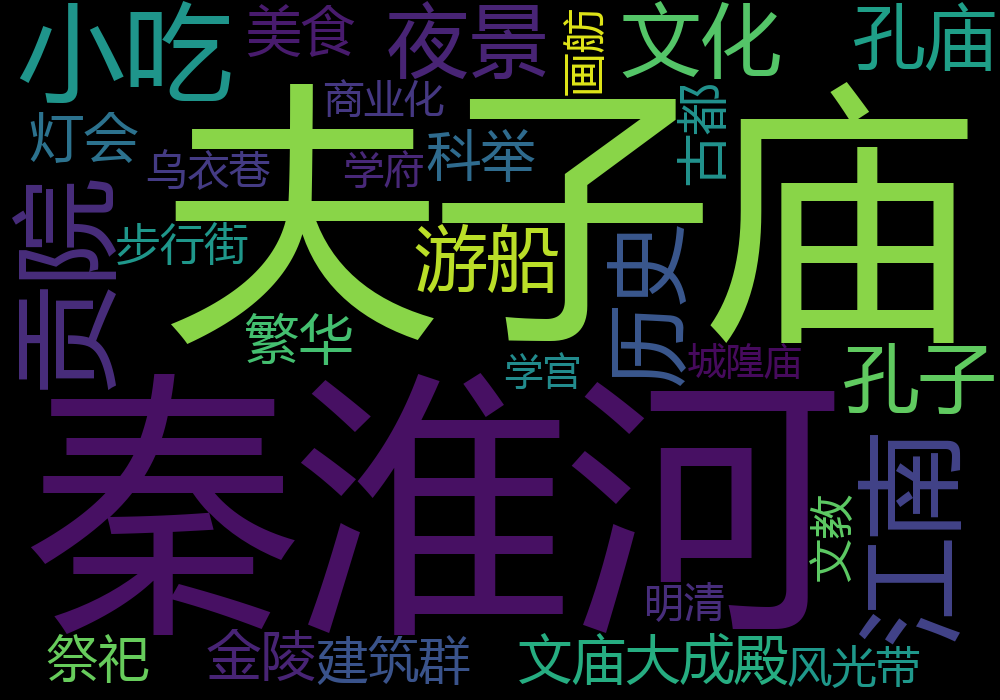 小吃
美食
夜景
画舫
文化
孔庙
商业化
灯会
乌衣巷
学府
科举
古都
夫子庙
贡院
步行街
游船
历史
繁华
学宫
城隍庙
孔子
秦淮河
江南
文教
明清
祭祀
金陵
建筑群
文庙大成殿
风光带